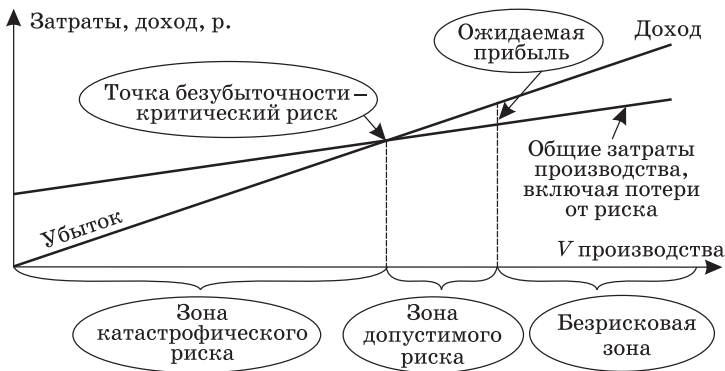 Затраты, доход, р.
Ожидаемая
прибыль
Доход
Точка безубыточности –
критический риск
Общие затраты
производства,
включая потери
от риска
Убыток
V производства
Зона
катастрофического
риска
Зона
допустимого
риска
Безрисковая
зона